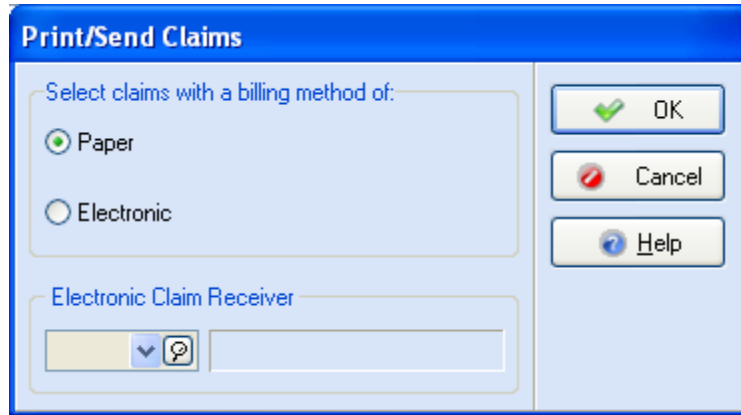 Print/Send Claims
Select claims with a billing method of:
Paper
Electronic
Electronic Claim Receiver
OK
Cancel
Help